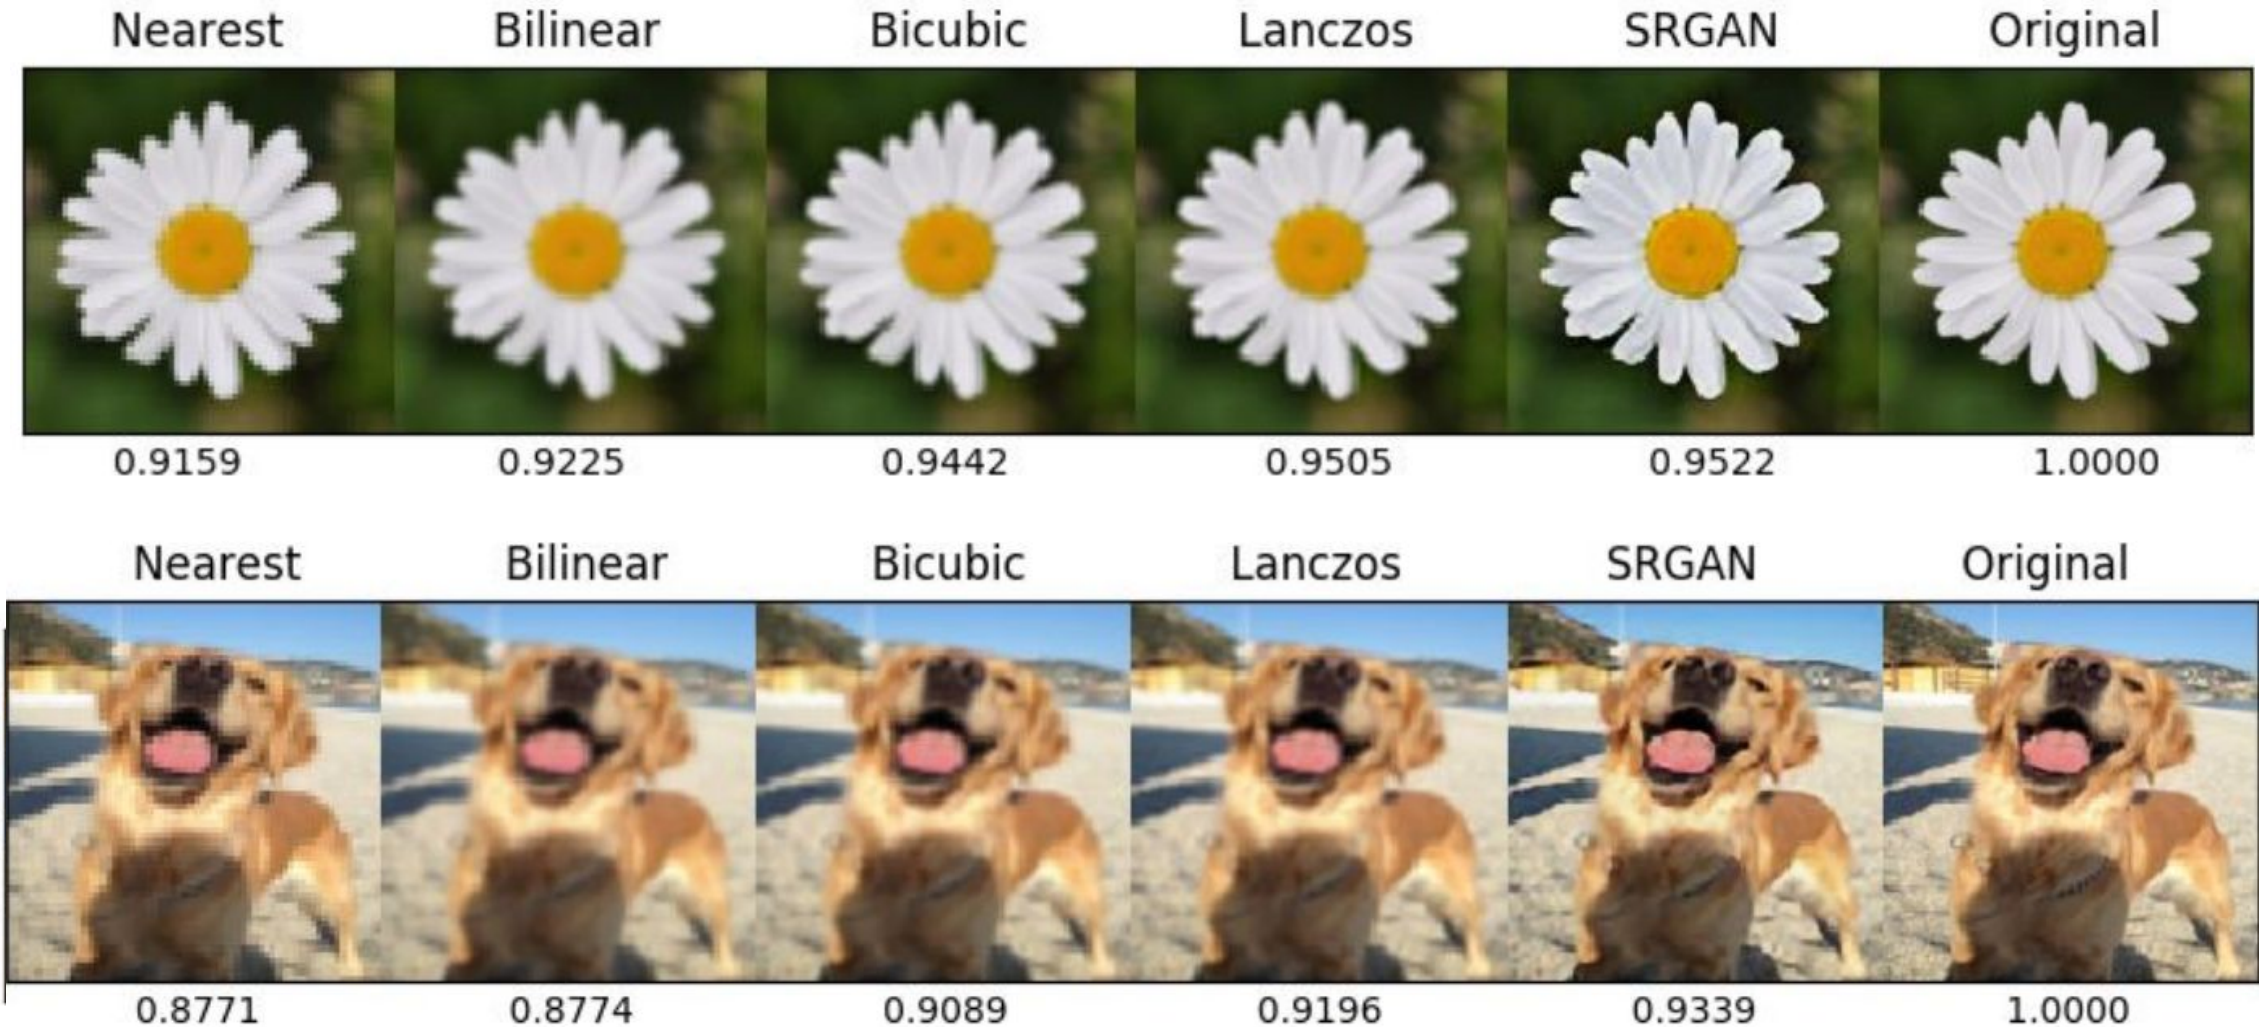 Nearest Bilinear Bicubic Lanczos SRGAN Original
0.9159 0.9225 0.9442 0.9505 0.9522 1.0000
Nearest Bilinear Bicubic Lanczos SRGAN Original
0.8771 0.8774 0.9089 0.9196 0.9339 1.0000